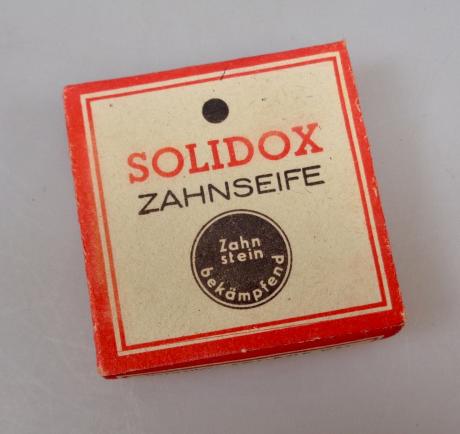 SOLIDOX
ZAHNSEIFE
Zahn
stein
bekämpfend